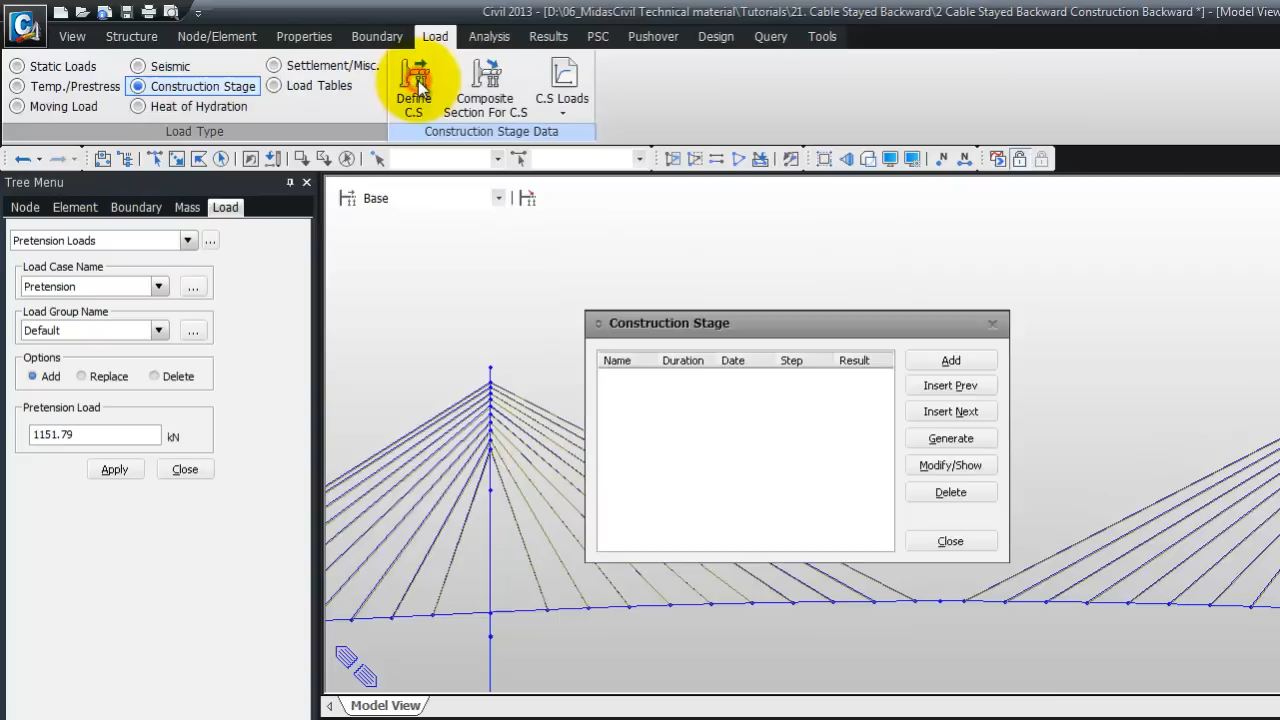 Civil 2013 - [D:\06_MidasCivil Technical material\Tutorials\21. Cable Stayed Backward\2 Cable Stayed Backward Construction Backward *] - [Model View
View Structure Node/Element Properties Boundary Load Analysis Results PSC Pushover Design Query Tools
Static Loads Seismic Settlement/Misc.
Temp./Prestress Construction Stage Load Tables
Moving Load Heat of Hydration
Load Type
Define C.S
Composite Section For C.S
C.S Loads
Construction Stage Data
Tree Menu
Node Element Boundary Mass Load
Base
Pretension Loads
...
Load Case Name
Pretension
...
Load Group Name
Default
...
Options
Add Replace Delete
Pretension Load
1151.79 kN
Apply Close
Construction Stage
Name Duration Date Step Result
Add
Insert Prev
Insert Next
Generate
Modify/Show
Delete
Close
Model View